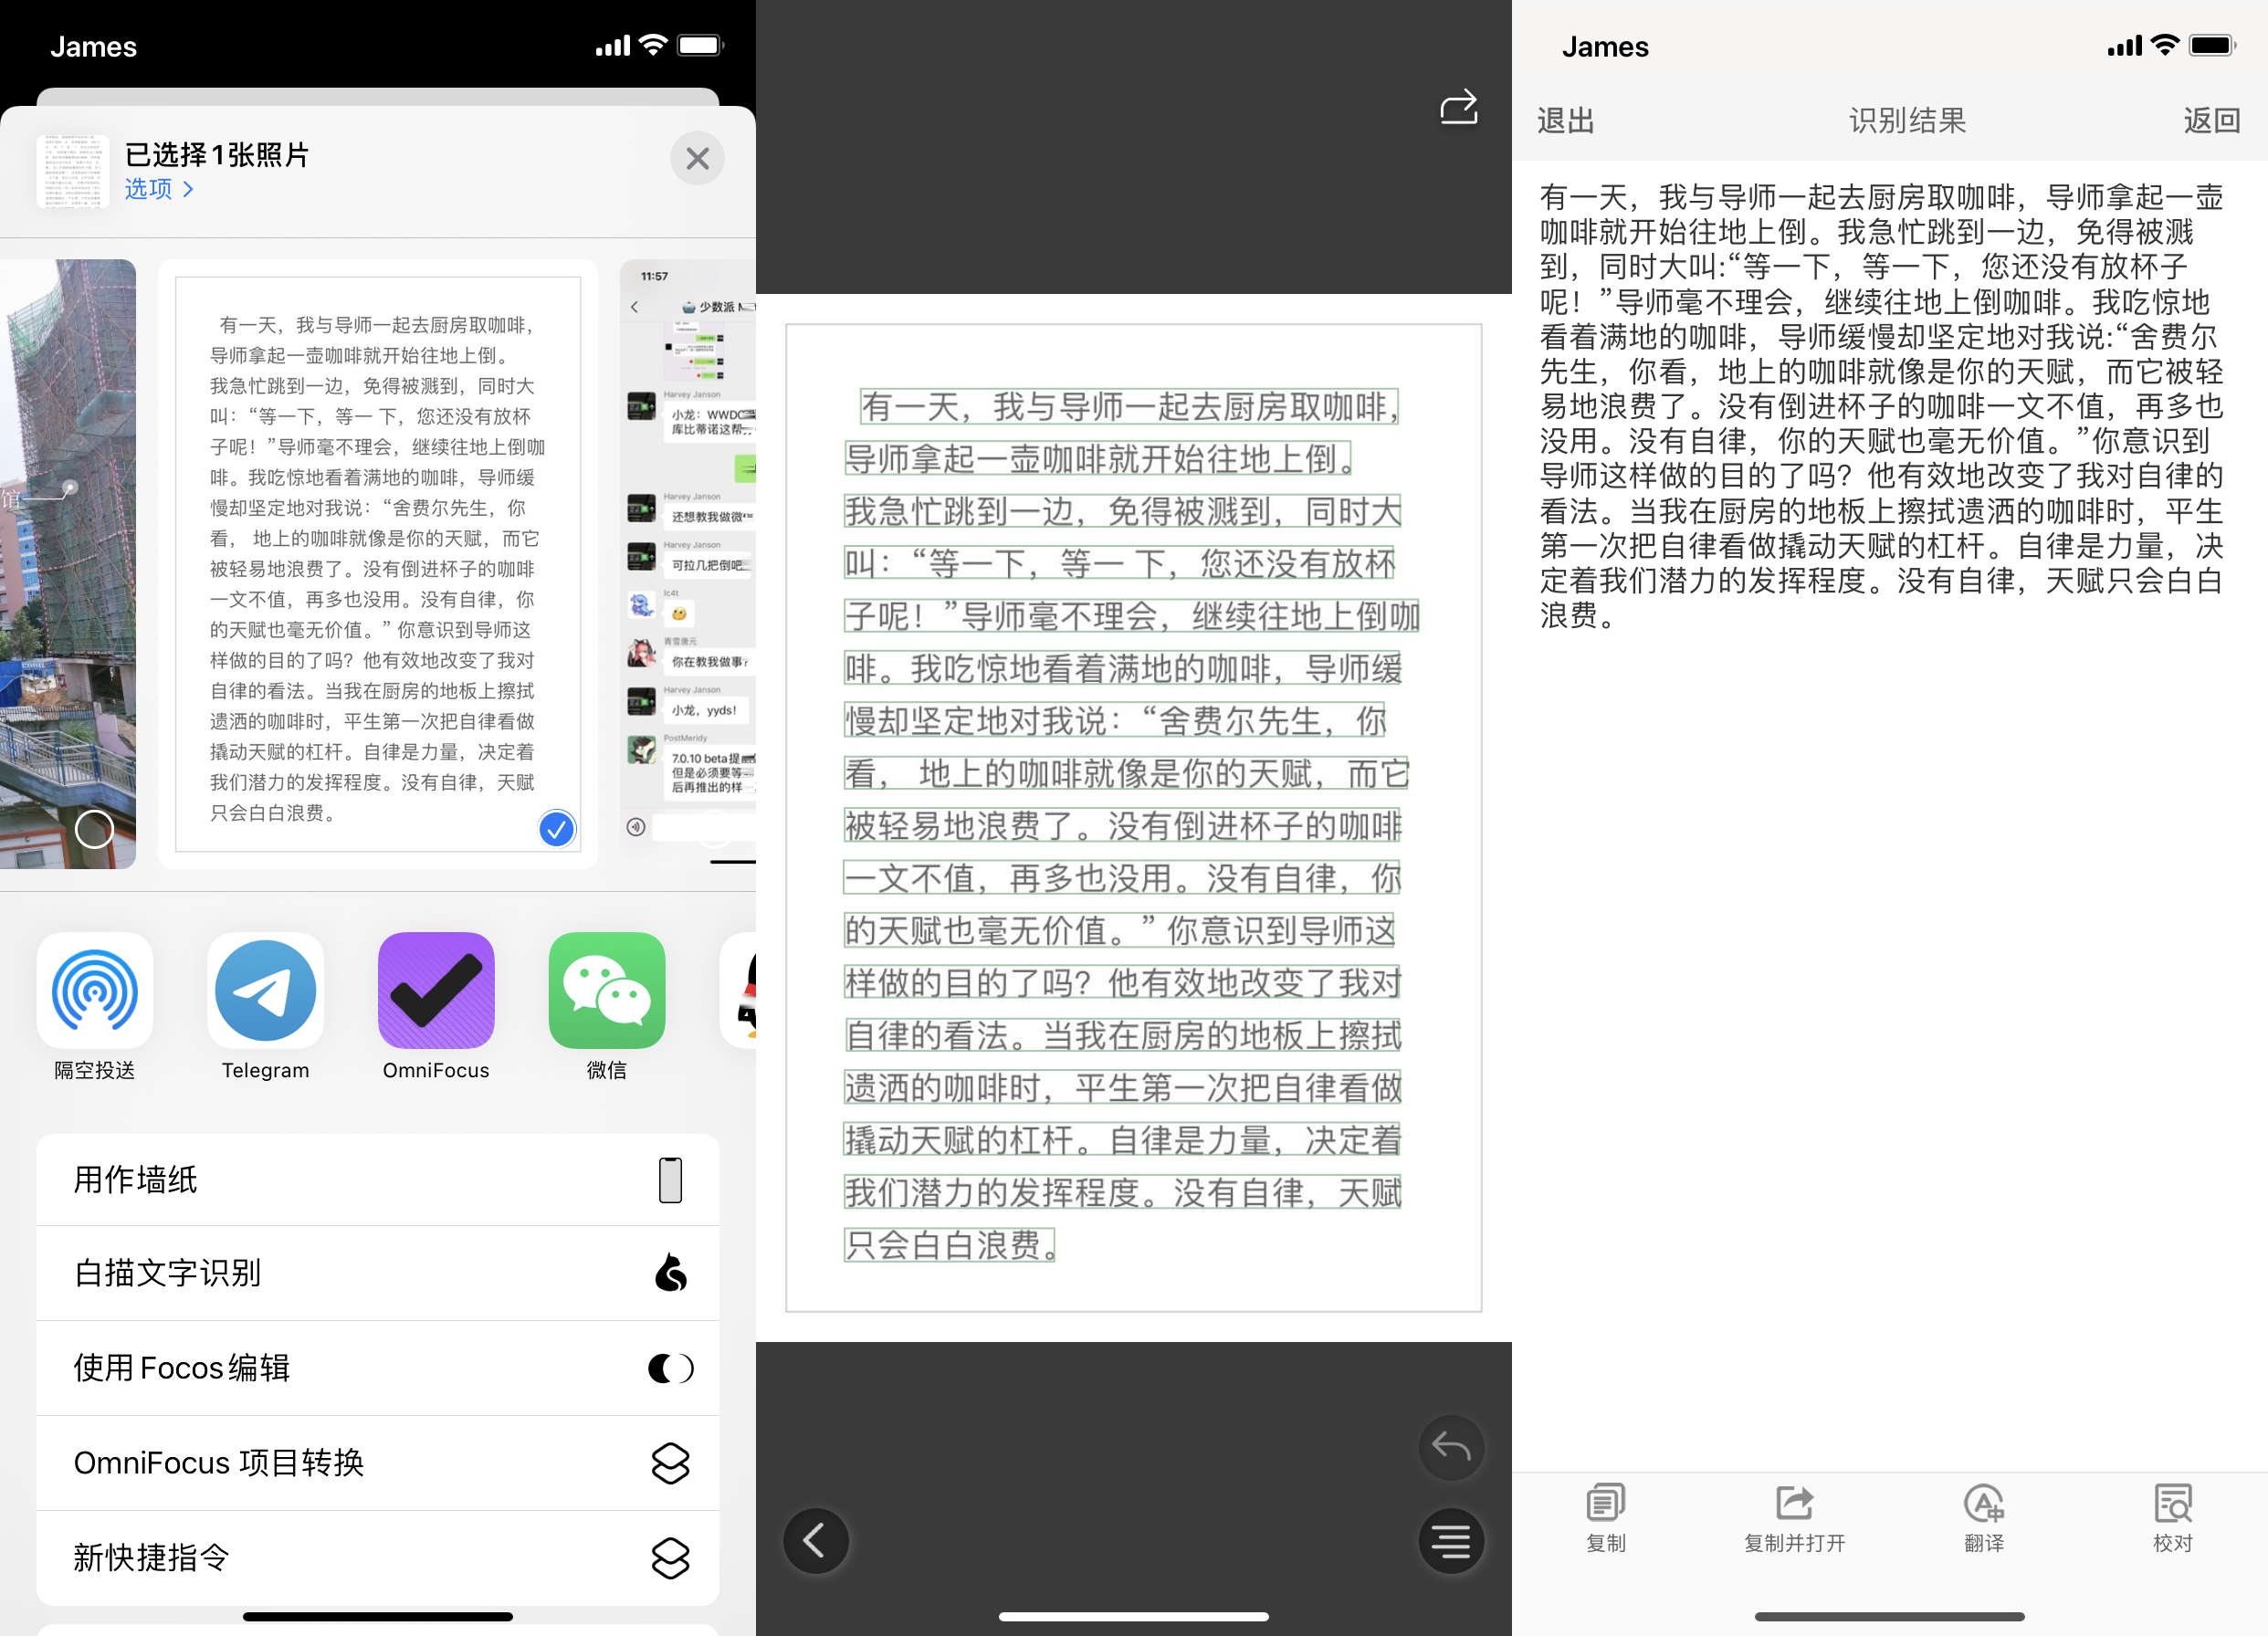 James
已选择1张照片
选项
馆
有一天，我与导师一起去厨房取咖啡，
导师拿起一壶咖啡就开始往地上倒。
我急忙跳到一边，免得被溅到，同时大
叫：“等一下，等一 下，您还没有放杯
子呢！”导师毫不理会，继续往地上倒咖
啡。我吃惊地看着满地的咖啡，导师缓
慢却坚定地对我说：“舍费尔先生，你
看， 地上的咖啡就像是你的天赋，而它
被轻易地浪费了。没有倒进杯子的咖啡
一文不值，再多也没用。没有自律，你
的天赋也毫无价值。” 你意识到导师这
样做的目的了吗？他有效地改变了我对
自律的看法。当我在厨房的地板上擦拭
遗洒的咖啡时，平生第一次把自律看做
撬动天赋的杠杆。自律是力量，决定着
我们潜力的发挥程度。没有自律，天赋
只会白白浪费。
11:57
少数派
Harvey Janson
小龙：WWDC
库比蒂诺这帮
Harvey Janson
还想教我做微
Harvey Janson
可拉几把倒吧
lc4t
青雪唐元
你在教我做事？
Harvey Janson
小龙，yyds！
PostMeridy
7.0.10 beta提
但是必须要等
后再推出的样
隔空投送
Telegram
OmniFocus
微信
用作墙纸
白描文字识别
使用Focos编辑
OmniFocus 项目转换
新快捷指令
有一天，我与导师一起去厨房取咖啡，
导师拿起一壶咖啡就开始往地上倒。
我急忙跳到一边，免得被溅到，同时大
叫：“等一下，等一 下，您还没有放杯
子呢！”导师毫不理会，继续往地上倒咖
啡。我吃惊地看着满地的咖啡，导师缓
慢却坚定地对我说：“舍费尔先生，你
看， 地上的咖啡就像是你的天赋，而它
被轻易地浪费了。没有倒进杯子的咖啡
一文不值，再多也没用。没有自律，你
的天赋也毫无价值。” 你意识到导师这
样做的目的了吗？他有效地改变了我对
自律的看法。当我在厨房的地板上擦拭
遗洒的咖啡时，平生第一次把自律看做
撬动天赋的杠杆。自律是力量，决定着
我们潜力的发挥程度。没有自律，天赋
只会白白浪费。
James
退出 识别结果 返回
有一天，我与导师一起去厨房取咖啡，导师拿起一壶
咖啡就开始往地上倒。我急忙跳到一边，免得被溅
到，同时大叫:“等一下，等一下，您还没有放杯子
呢！”导师毫不理会，继续往地上倒咖啡。我吃惊地
看着满地的咖啡，导师缓慢却坚定地对我说:“舍费尔
先生，你看，地上的咖啡就像是你的天赋，而它被轻
易地浪费了。没有倒进杯子的咖啡一文不值，再多也
没用。没有自律，你的天赋也毫无价值。”你意识到
导师这样做的目的了吗？他有效地改变了我对自律的
看法。当我在厨房的地板上擦拭遗洒的咖啡时，平生
第一次把自律看做撬动天赋的杠杆。自律是力量，决
定着我们潜力的发挥程度。没有自律，天赋只会白白
浪费。
复制 复制并打开 翻译 校对